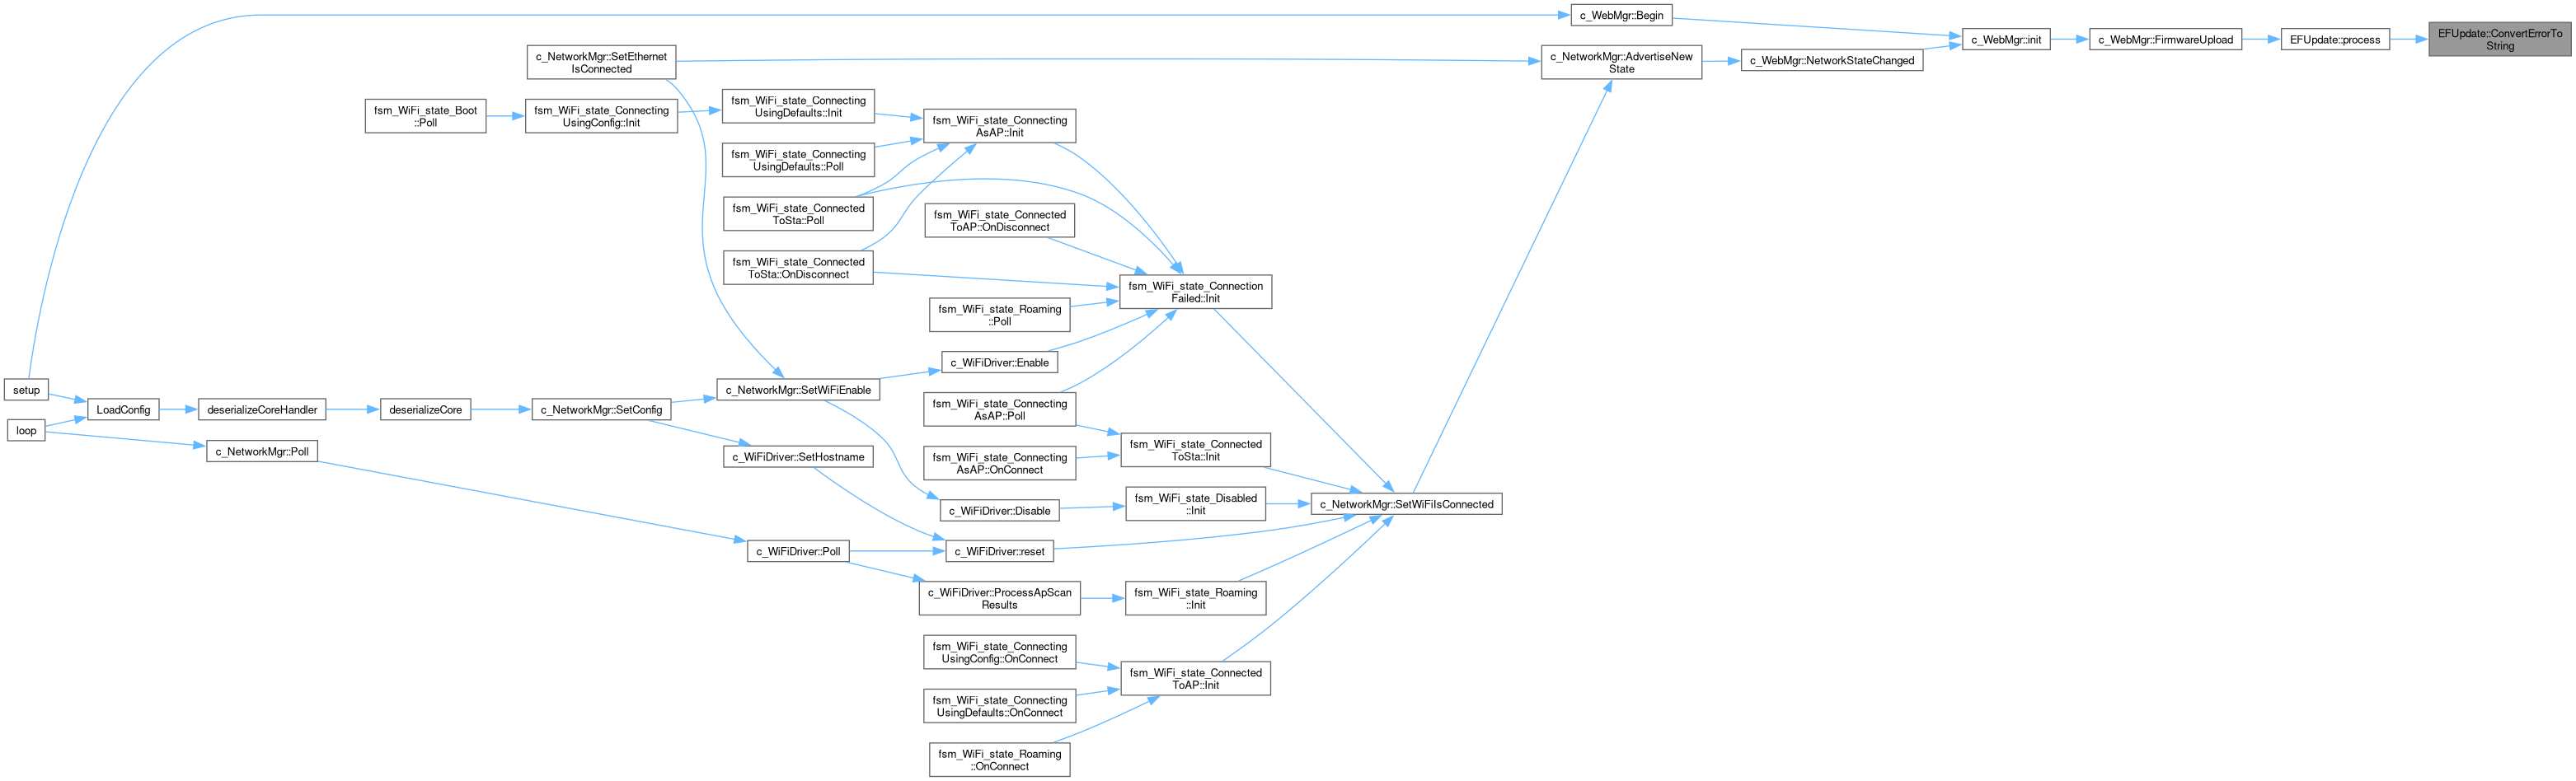 c_WebMgr::Begin
EFUpdate::ConvertErrorTo
String
c_WebMgr::init
c_WebMgr::FirmwareUpload
EFUpdate::process
c_NetworkMgr::SetEthernet
IsConnected
c_NetworkMgr::AdvertiseNew
State
c_WebMgr::NetworkStateChanged
fsm_WiFi_state_Boot
::Poll
fsm_WiFi_state_Connecting
UsingConfig::Init
fsm_WiFi_state_Connecting
UsingDefaults::Init
fsm_WiFi_state_Connecting
AsAP::Init
fsm_WiFi_state_Connecting
UsingDefaults::Poll
fsm_WiFi_state_Connected
ToSta::Poll
fsm_WiFi_state_Connected
ToAP::OnDisconnect
fsm_WiFi_state_Connected
ToSta::OnDisconnect
fsm_WiFi_state_Connection
Failed::Init
fsm_WiFi_state_Roaming
::Poll
c_WiFiDriver::Enable
setup
c_NetworkMgr::SetWiFiEnable
LoadConfig
deserializeCoreHandler
deserializeCore
c_NetworkMgr::SetConfig
fsm_WiFi_state_Connecting
AsAP::Poll
loop
c_NetworkMgr::Poll
c_WiFiDriver::SetHostname
fsm_WiFi_state_Connecting
AsAP::OnConnect
fsm_WiFi_state_Connected
ToSta::Init
c_WiFiDriver::Disable
fsm_WiFi_state_Disabled
::Init
c_NetworkMgr::SetWiFiIsConnected
c_WiFiDriver::Poll
c_WiFiDriver::reset
c_WiFiDriver::ProcessApScan
Results
fsm_WiFi_state_Roaming
::Init
fsm_WiFi_state_Connecting
UsingConfig::OnConnect
fsm_WiFi_state_Connected
ToAP::Init
fsm_WiFi_state_Connecting
UsingDefaults::OnConnect
fsm_WiFi_state_Roaming
::OnConnect